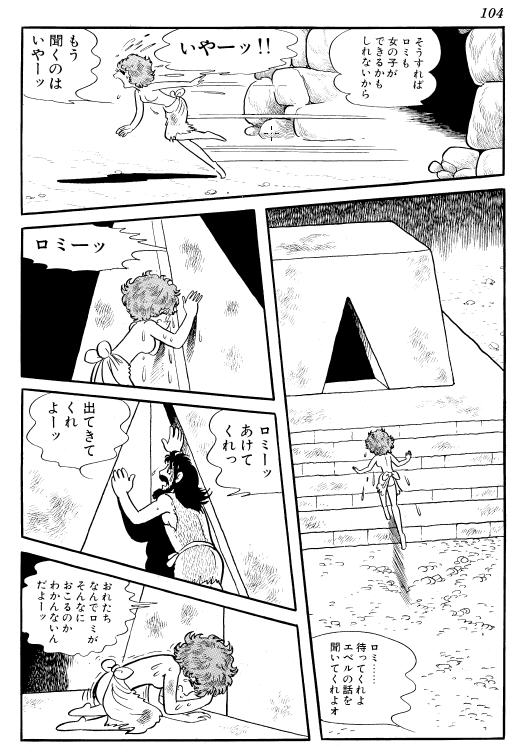 104
そうすれば
ロミも
女の子が
できるかも
しれないから
いやーッ!!
もう
聞くのは
いやーッ
ロミ……
待ってくれよ
エベルの話を
聞いてくれよオ
ロミーッ
ロミーッ
あけて
くれっ
出てきて
くれ
よーッ
おれたち
なんでロミが
そんなに
おこるのか
わかんないん
だよーッ